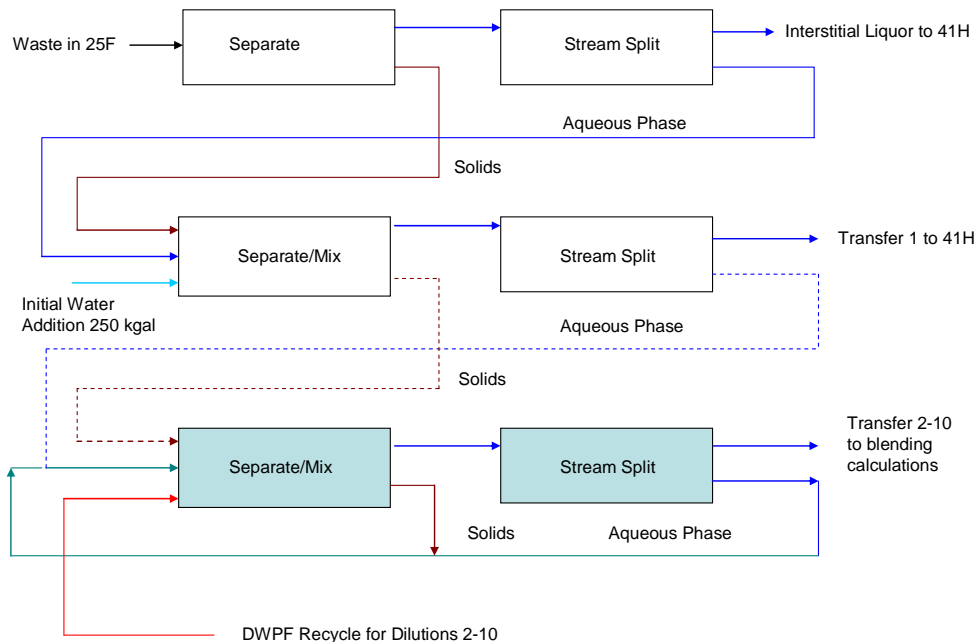 Waste in 25F
Separate
Stream Split
Interstitial Liquor to 41H
Aqueous Phase
Solids
Separate/Mix
Stream Split
Transfer 1 to 41H
Initial Water
Addition 250 kgal
Aqueous Phase
Solids
Separate/Mix
Stream Split
Transfer 2-10
to blending
calculations
Solids
Aqueous Phase
DWPF Recycle for Dilutions 2-10